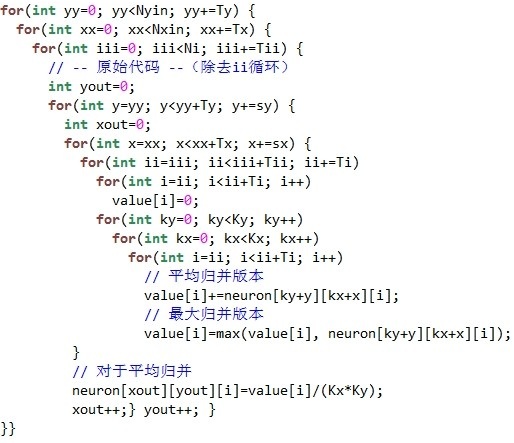 for(int yy=0; yy<Nyin; yy+=Ty) {
for(int xx=0; xx<Nxin; xx+=Tx) {
for(int iii=0; iii<Ni; iii+=Tii) {
// -- 原始代码 --（除去ii循环）
int yout=0;
for(int y=yy; y<yy+Ty; y+=sy) {
int xout=0;
for(int x=xx; x<xx+Tx; x+=sx) {
for(int ii=iii; ii<iii+Tii; ii+=Ti)
for(int i=ii; i<ii+Ti; i++)
value[i]=0;
for(int ky=0; ky<Ky; ky++)
for(int kx=0; kx<Kx; kx++)
for(int i=ii; i<ii+Ti; i++)
// 平均归并版本
value[i]+=neuron[ky+y][kx+x][i];
// 最大归并版本
value[i]=max(value[i], neuron[ky+y][kx+x][i]);
}
// 对于平均归并
neuron[xout][yout][i]=value[i]/(Kx*Ky);
xout++;} yout++; }
}}